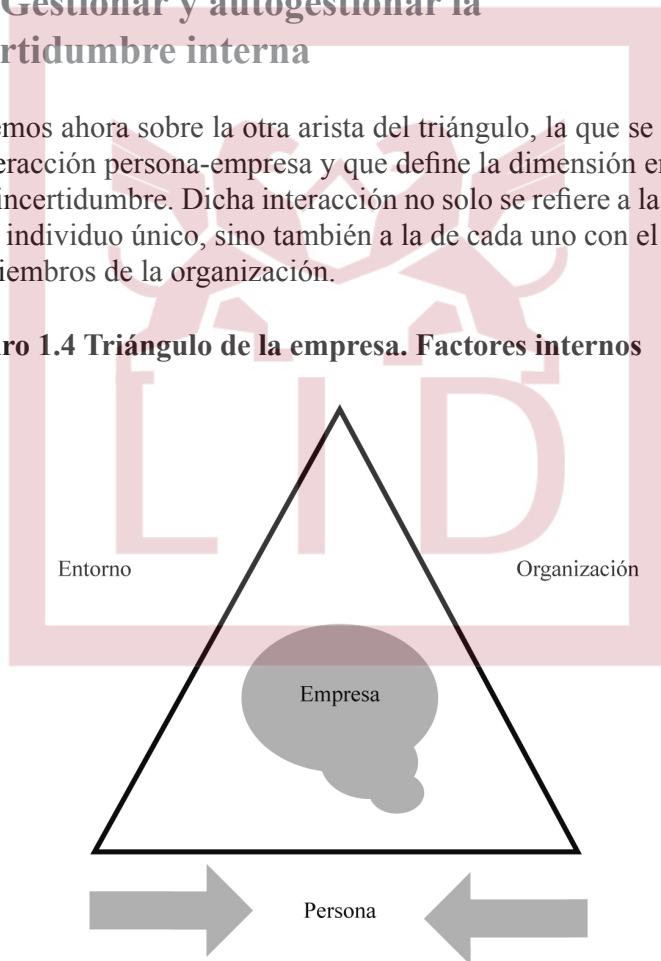 Gestionar y autogestionar la
rtidumbre interna
emos ahora sobre la otra arista del triángulo, la que se
eracción persona-empresa y que define la dimensión
incertidumbre. Dicha interacción no solo se refiere a la
individuo único, sino también a la de cada uno con el
iembros de la organización.
ro 1.4 Triángulo de la empresa. Factores internos
LID
Entorno
Organización
Empresa
Persona